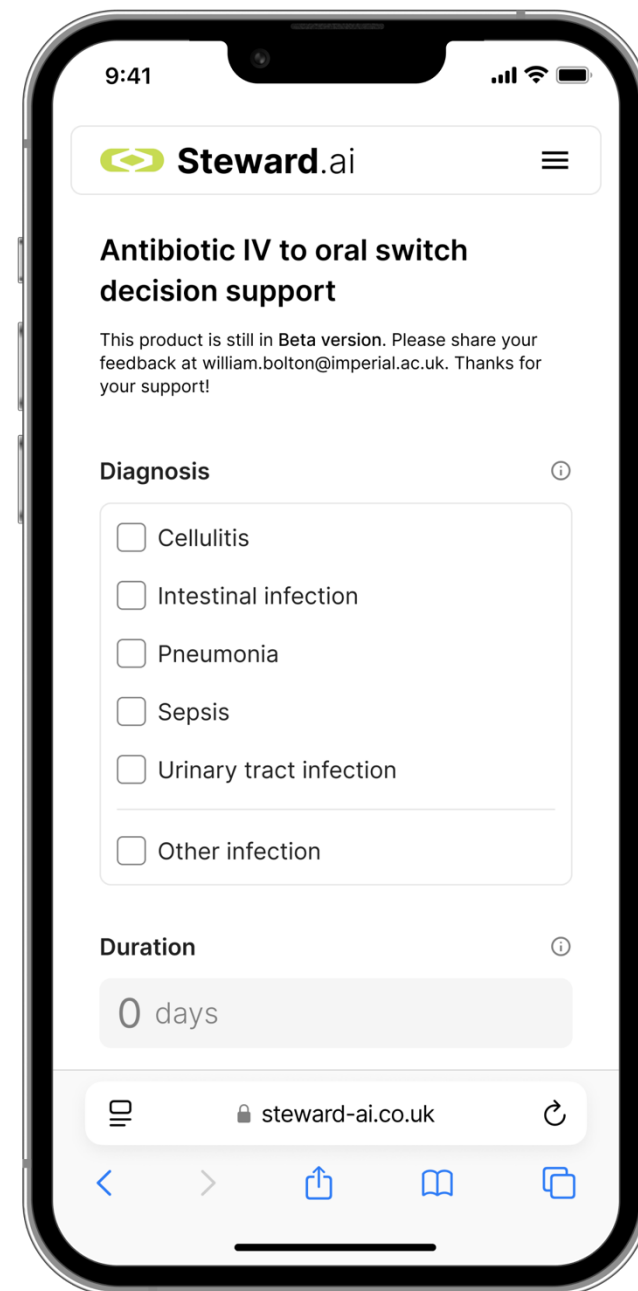 9:41
Steward.ai
Antibiotic IV to oral switch
decision support
This product is still in Beta version. Please share your
feedback at william.bolton@imperial.ac.uk. Thanks for
your support!
Diagnosis
Cellulitis
Intestinal infection
Pneumonia
Sepsis
Urinary tract infection
Other infection
Duration
0 days
steward-ai.co.uk